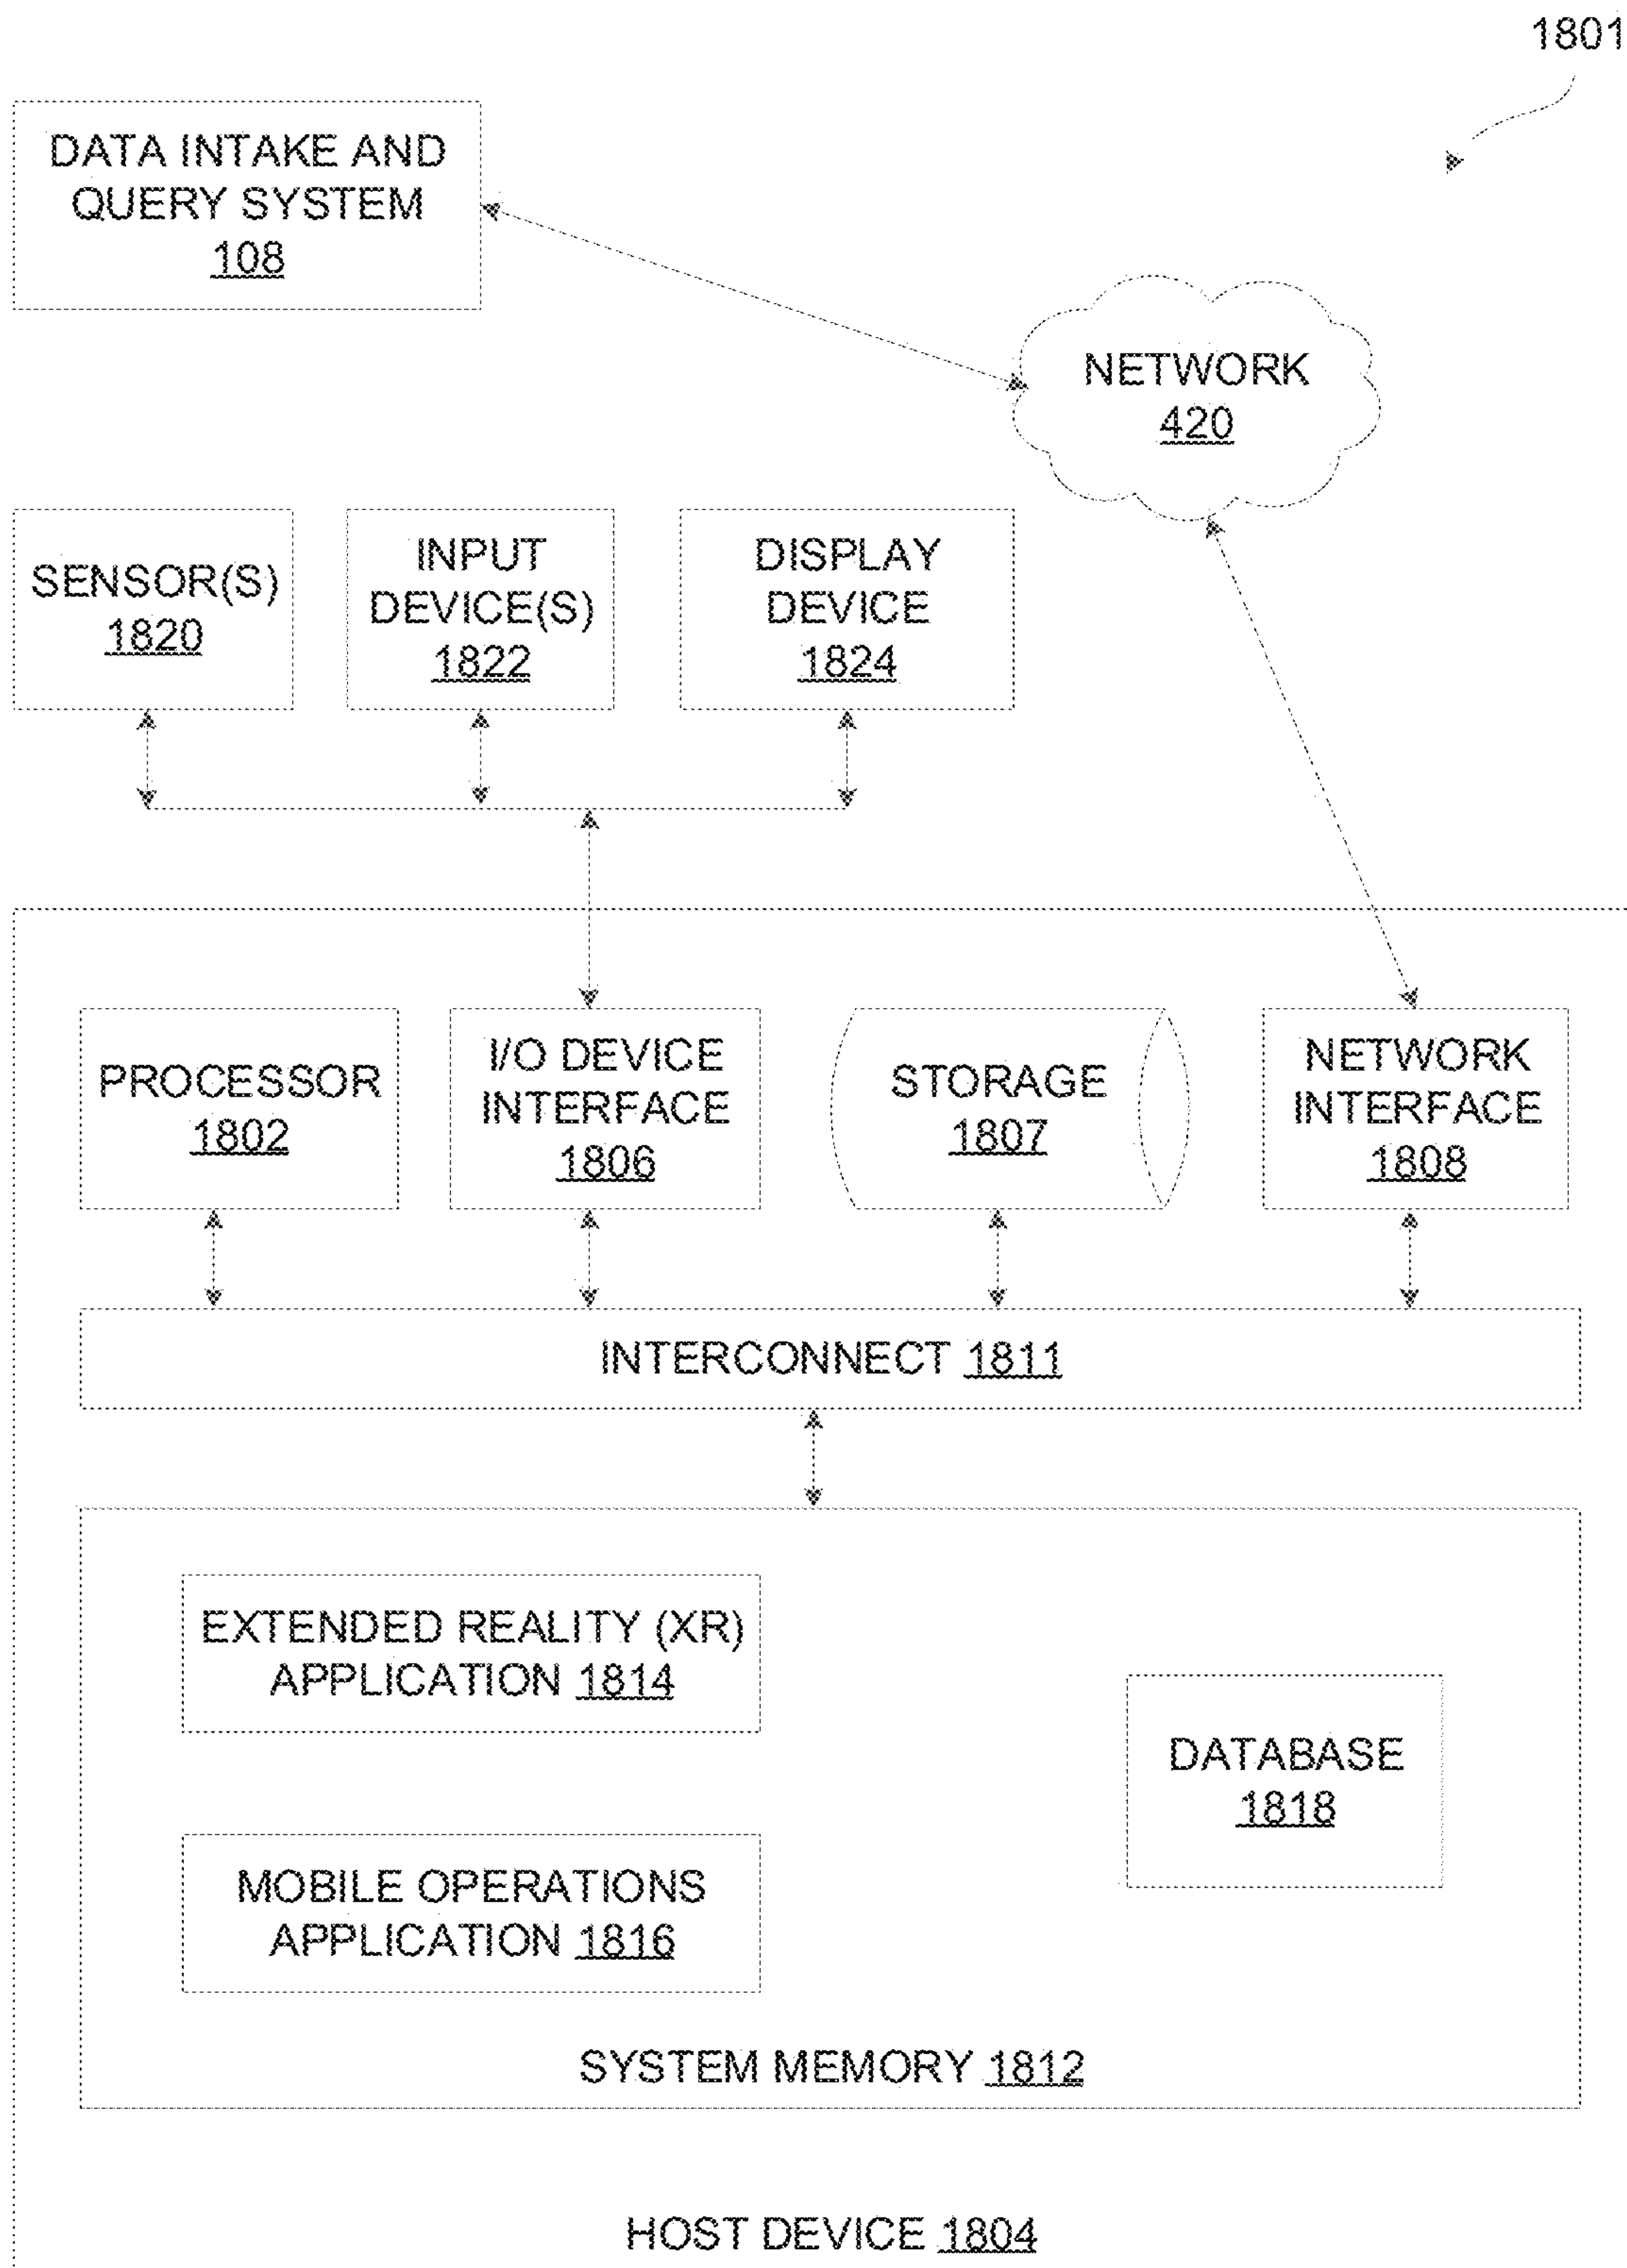 1801
DATA INTAKE AND
QUERY SYSTEM
108
NETWORK
420
SENSOR(S)
1820
INPUT
DEVICE(S)
1822
DISPLAY
DEVICE
1824
PROCESSOR
1802
I/O DEVICE
INTERFACE
1806
STORAGE
1807
NETWORK
INTERFACE
1808
INTERCONNECT 1811
EXTENDED REALITY (XR)
APPLICATION 1814
DATABASE
1818
MOBILE OPERATIONS
APPLICATION 1816
SYSTEM MEMORY 1812
HOST DEVICE 1804